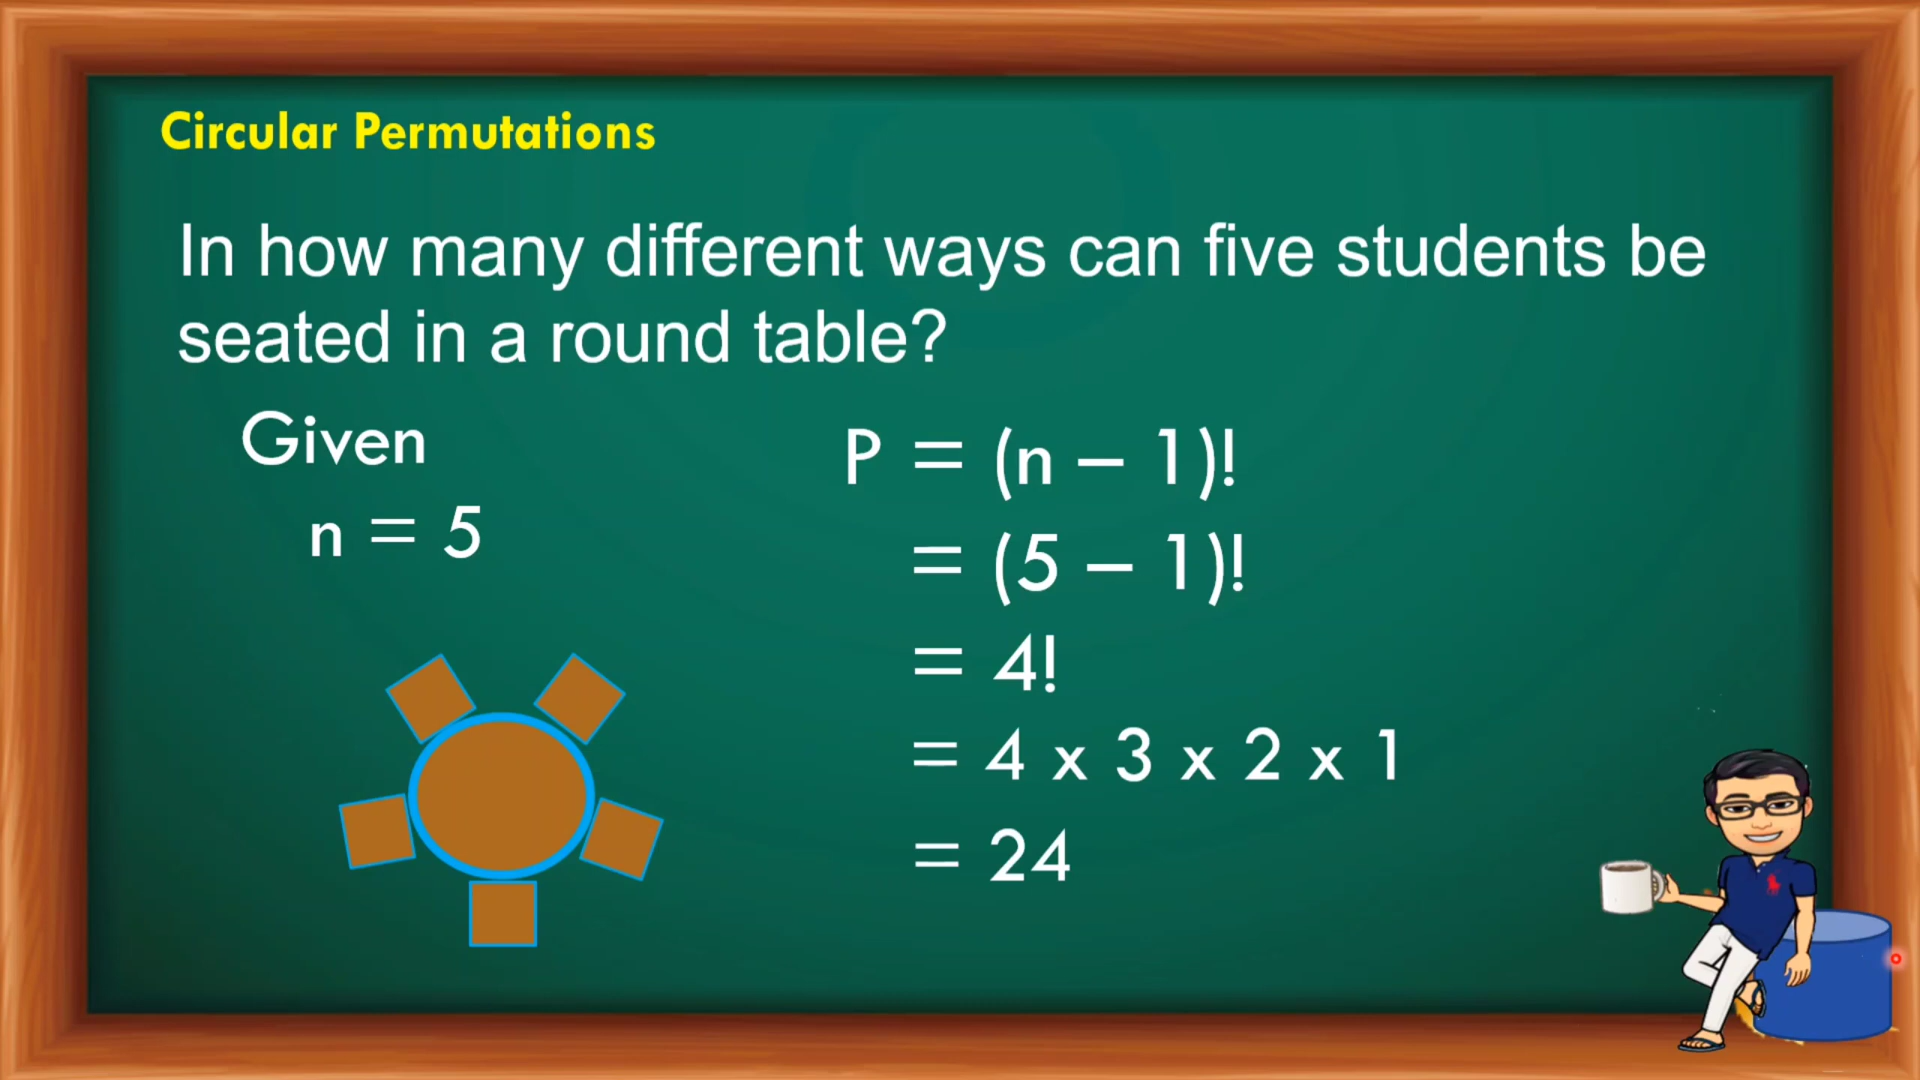 Circular Permutations
In how many different ways can five students be
seated in a round table?
Given
n = 5
P = (n – 1)!
= (5 – 1)!
= 4!
= 4 x 3 x 2 x 1
= 24